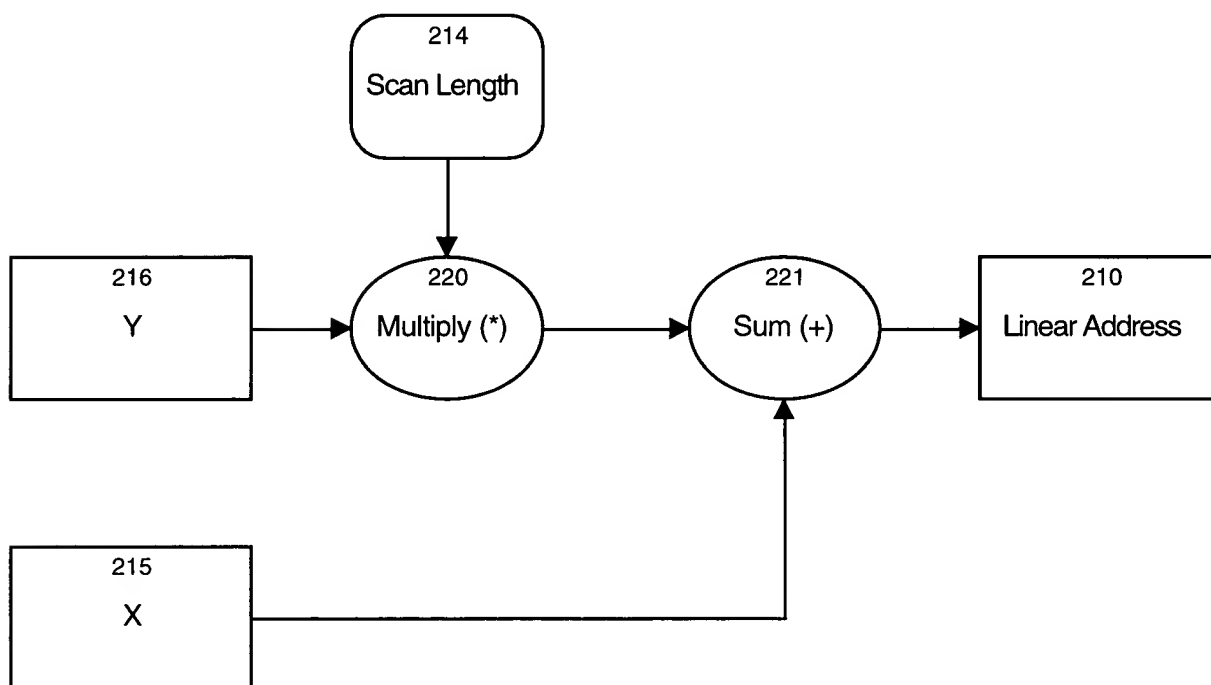 214
Scan Length
216
Y
220
Multiply (*)
221
Sum (+)
210
Linear Address
215
X